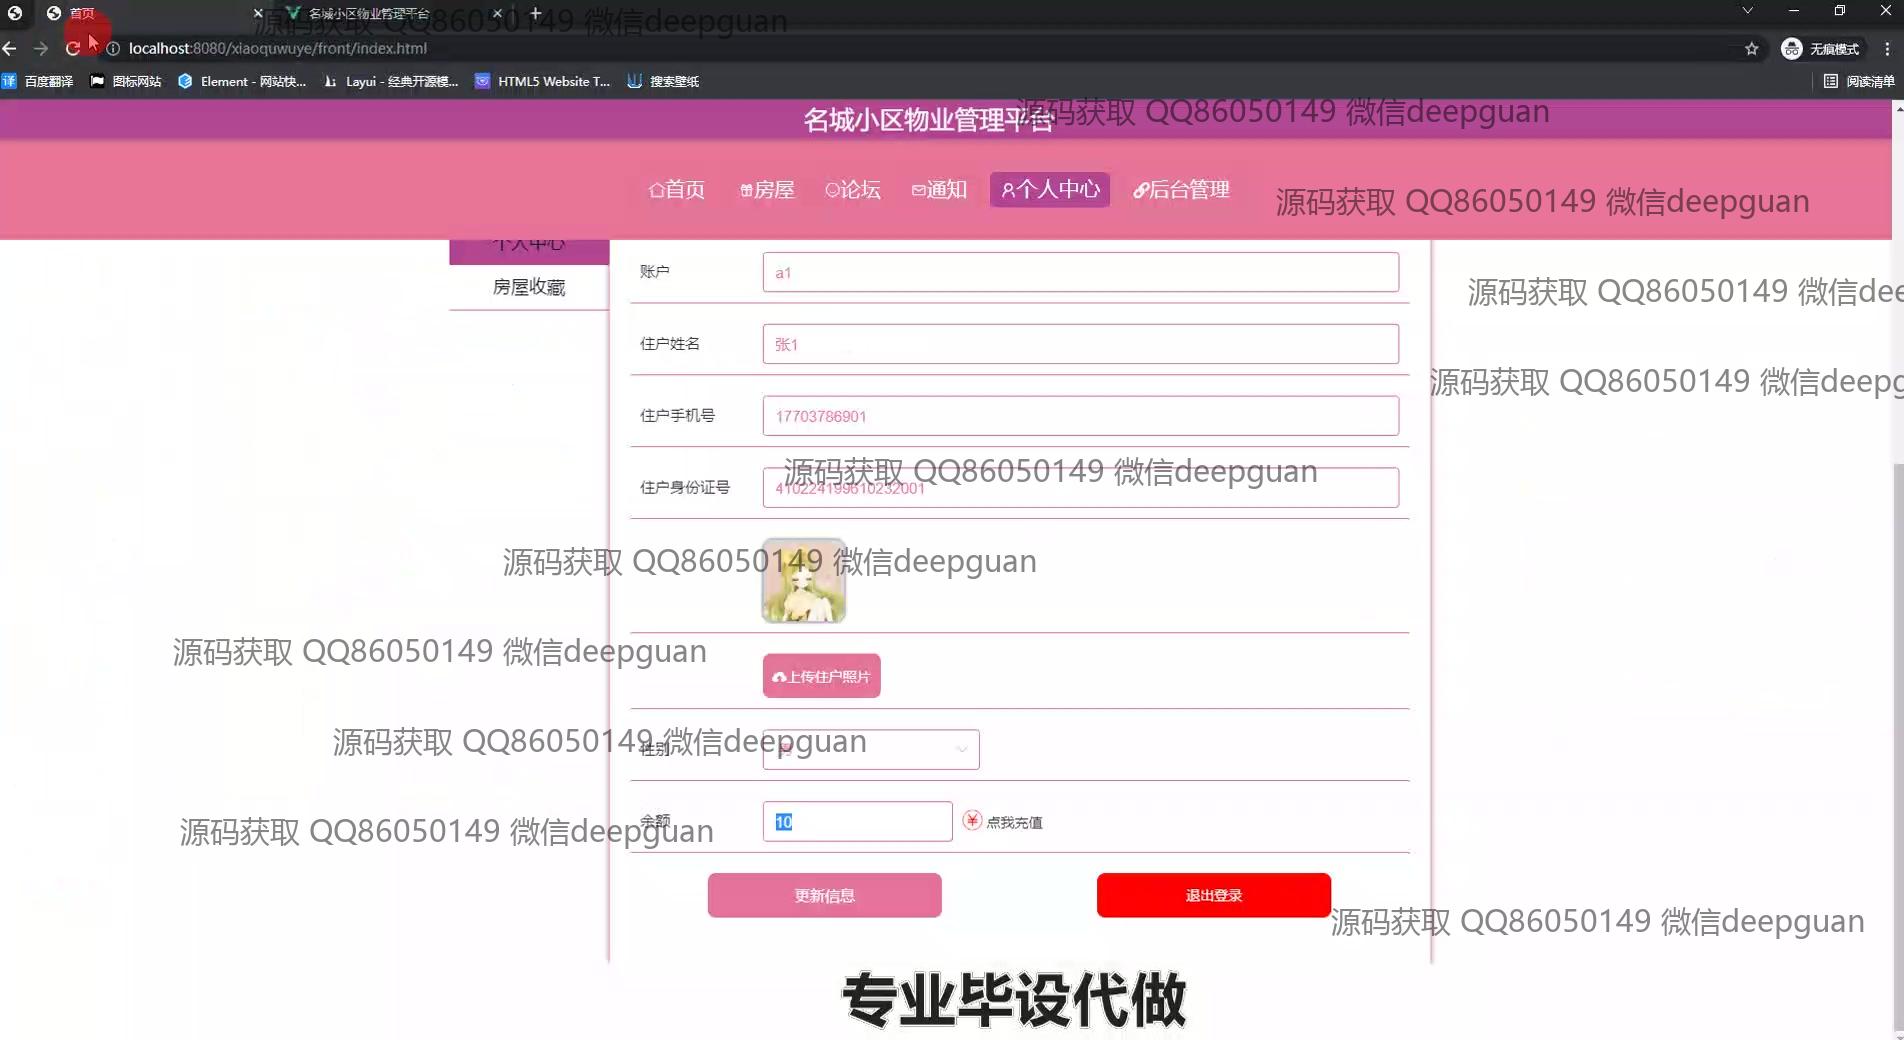 首页
名城小区物业管理平台
源码获取 QQ86050149 微信deepguan
localhost:8080/xiaoquwuye/front/index.html
无痕模式
百度翻译
图标网站
Element - 网站快...
Layui - 经典开源模...
HTML5 Website T...
搜索壁纸
阅读清单
名城小区物业管理平台
源码获取 QQ86050149 微信deepguan
首页
房屋
论坛
通知
个人中心
后台管理
源码获取 QQ86050149 微信deepguan
个人中心
账户
a1
房屋收藏
源码获取 QQ86050149 微信dee
住户姓名
张1
源码获取 QQ86050149 微信deepg
住户手机号
17703786901
源码获取 QQ86050149 微信deepguan
住户身份证号
410224199610232001
源码获取 QQ86050149 微信deepguan
源码获取 QQ86050149 微信deepguan
上传住户照片
源码获取 QQ86050149 微信deepguan
性别
源码获取 QQ86050149 微信deepguan
余额
10
点我充值
更新信息
退出登录
源码获取 QQ86050149 微信deepguan
专业毕设代做